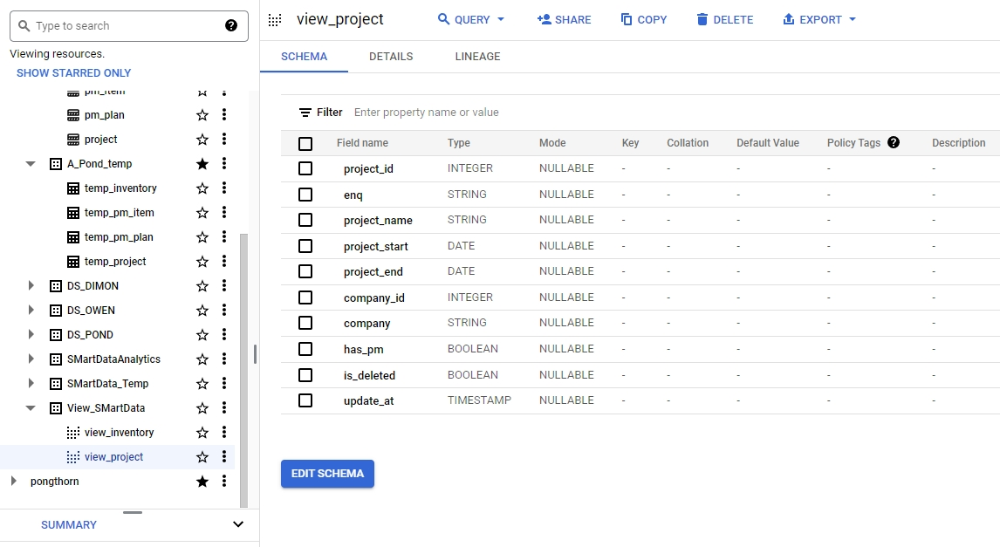 Type to search
Viewing resources.
SHOW STARRED ONLY
pm_item
pm_plan
project
A_Pond_temp
temp_inventory
temp_pm_item
temp_pm_plan
temp_project
DS_DIMON
DS_OWEN
DS_POND
SMartDataAnalytics
SMartData_Temp
View_SMartData
view_inventory
view_project
pongthorn
SUMMARY
view_project QUERY SHARE COPY DELETE EXPORT
SCHEMA DETAILS LINEAGE
Filter Enter property name or value
Field name Type Mode Key Collation Default Value Policy Tags ? Description
project_id INTEGER NULLABLE - - - - -
enq STRING NULLABLE - - - - -
project_name STRING NULLABLE - - - - -
project_start DATE NULLABLE - - - - -
project_end DATE NULLABLE - - - - -
company_id INTEGER NULLABLE - - - - -
company STRING NULLABLE - - - - -
has_pm BOOLEAN NULLABLE - - - - -
is_deleted BOOLEAN NULLABLE - - - - -
update_at TIMESTAMP NULLABLE - - - - -
EDIT SCHEMA